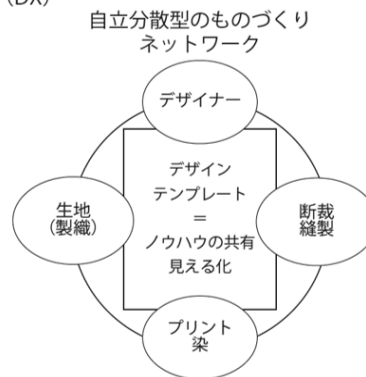 (DX)
自立分散型のものづくり
ネットワーク
デザイナー
デザイン
テンプレート
=
ノウハウの共有
見える化
生地
(製織)
断裁
縫製
プリント
染